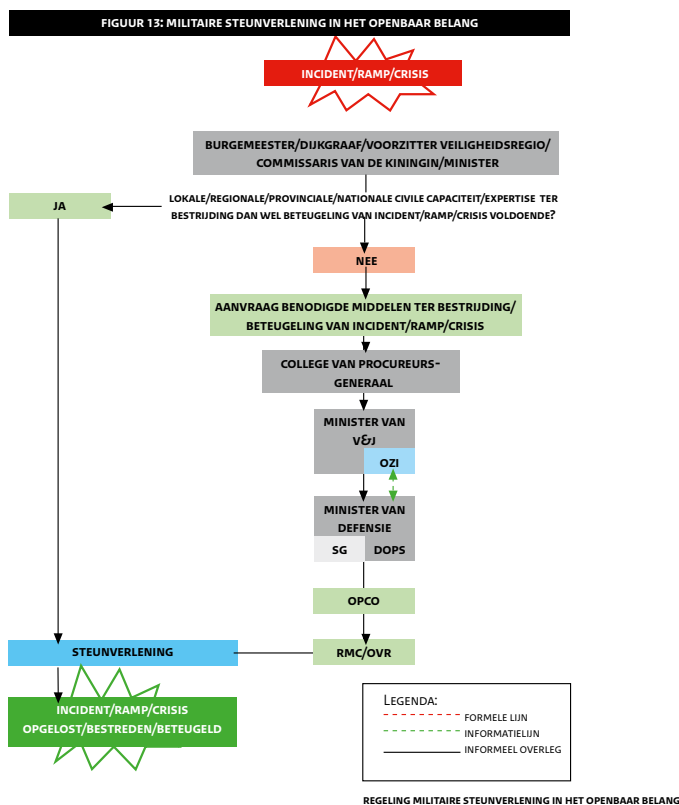 FIGUUR 13: MILITAIRE STEUNVERLENING IN HET OPENBAAR BELANG
INCIDENT/RAMP/CRISIS
BURGEMEESTER/DIJKGRAAF/VOORZITTER VEILIGHEIDSREGIO/
COMMISSARIS VAN DE KININGIN/MINISTER
JA
LOKALE/REGIONALE/PROVINCIALE/NATIONALE CIVILE CAPACITEIT/EXPERTISE TER
BESTRIJDING DAN WEL BETEUGELING VAN INCIDENT/RAMP/CRISIS VOLDOENDE?
NEE
AANVRAAG BENODIGDE MIDDELEN TER BESTRIJDING/
BETEUGELING VAN INCIDENT/RAMP/CRISIS
COLLEGE VAN PROCUREURS-
GENERAAL
MINISTER VAN
V&J
OZI
MINISTER VAN
DEFENSIE
SG
DOPS
OPCO
STEUNVERLENING
RMC/OVR
INCIDENT/RAMP/CRISIS
OPGELOST/BESTREDEN/BETEUGELD
LEGENDA:
FORMELE LIJN
INFORMATIELIJN
INFORMEEL OVERLEG
REGELING MILITAIRE STEUNVERLENING IN HET OPENBAAR BELANG